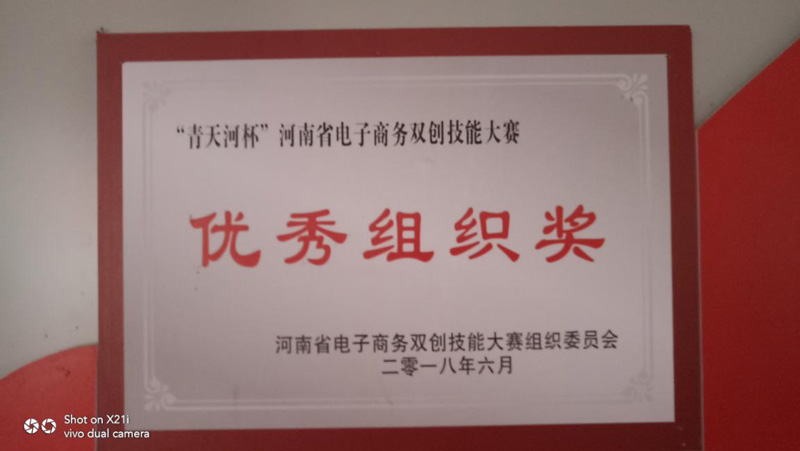 “青天河杯”河南省电子商务双创技能大赛
优秀组织奖
河南省电子商务双创技能大赛组织委员会
二零一八年六月
Shot on X21i
vivo dual camera